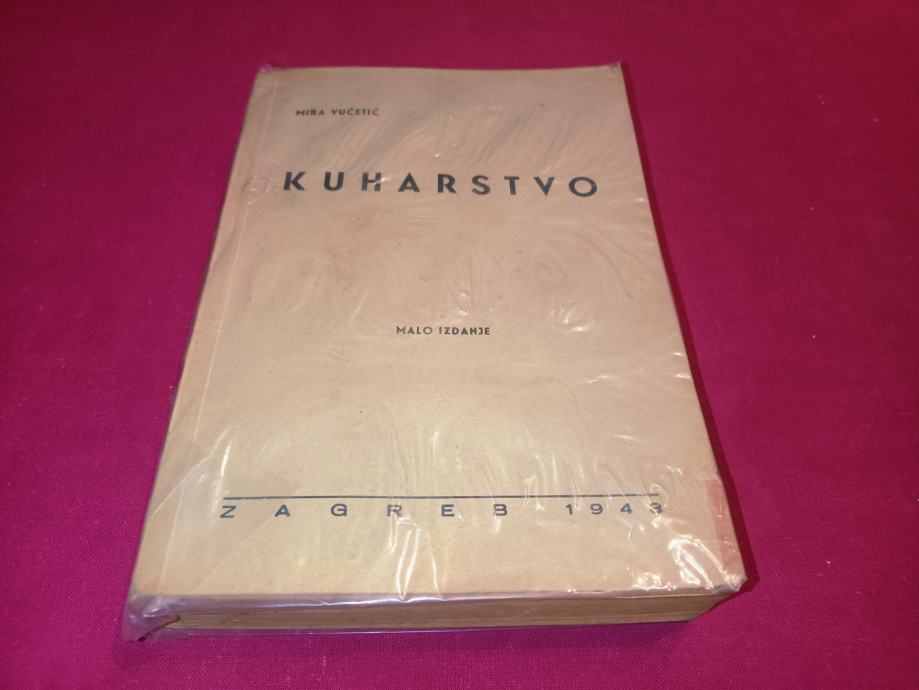 MIRA VUČETIĆ
KUHARSTVO
MALO IZDANJE
ZAGREB 1943